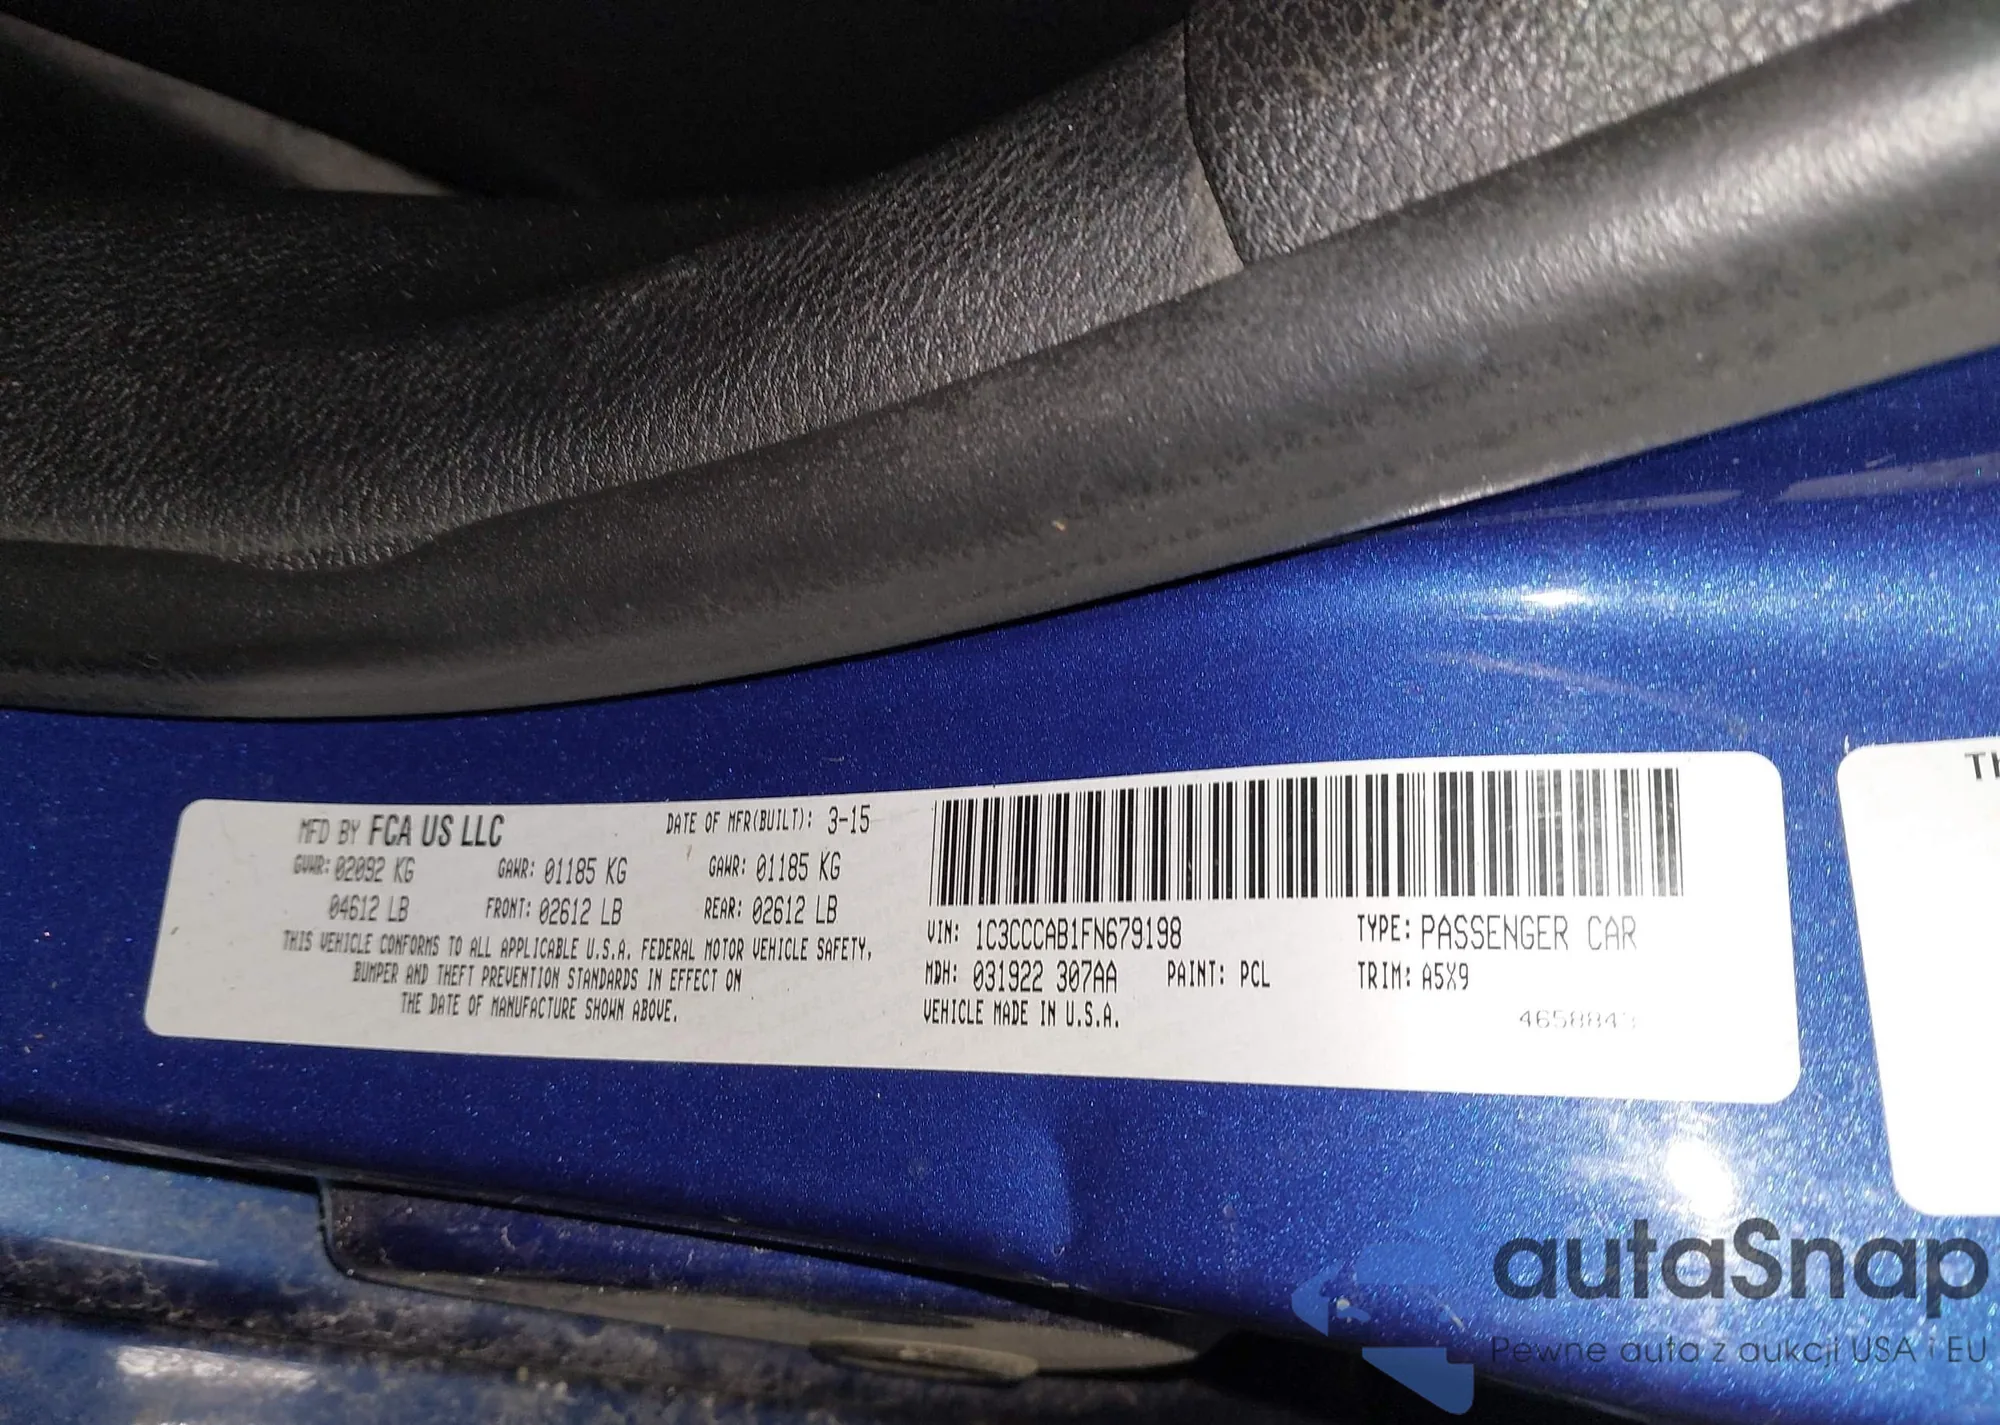 MFD BY FCA US LLC
DATE OF MFR(BUILT): 3-15
GVWR: 02092 KG GAWR: 01185 KG GAWR: 01185 KG
04612 LB FRONT: 02612 LB REAR: 02612 LB
THIS VEHICLE CONFORMS TO ALL APPLICABLE U.S.A. FEDERAL MOTOR VEHICLE SAFETY,
BUMPER AND THEFT PREVENTION STANDARDS IN EFFECT ON
THE DATE OF MANUFACTURE SHOWN ABOVE.
VIN: 1C3CCCAB1FN679198 TYPE: PASSENGER CAR
MDH: 031922 307AA PAINT: PCL TRIM: A5X9
VEHICLE MADE IN U.S.A.
autaSnap
Pewne auta z aukcji USA i EU